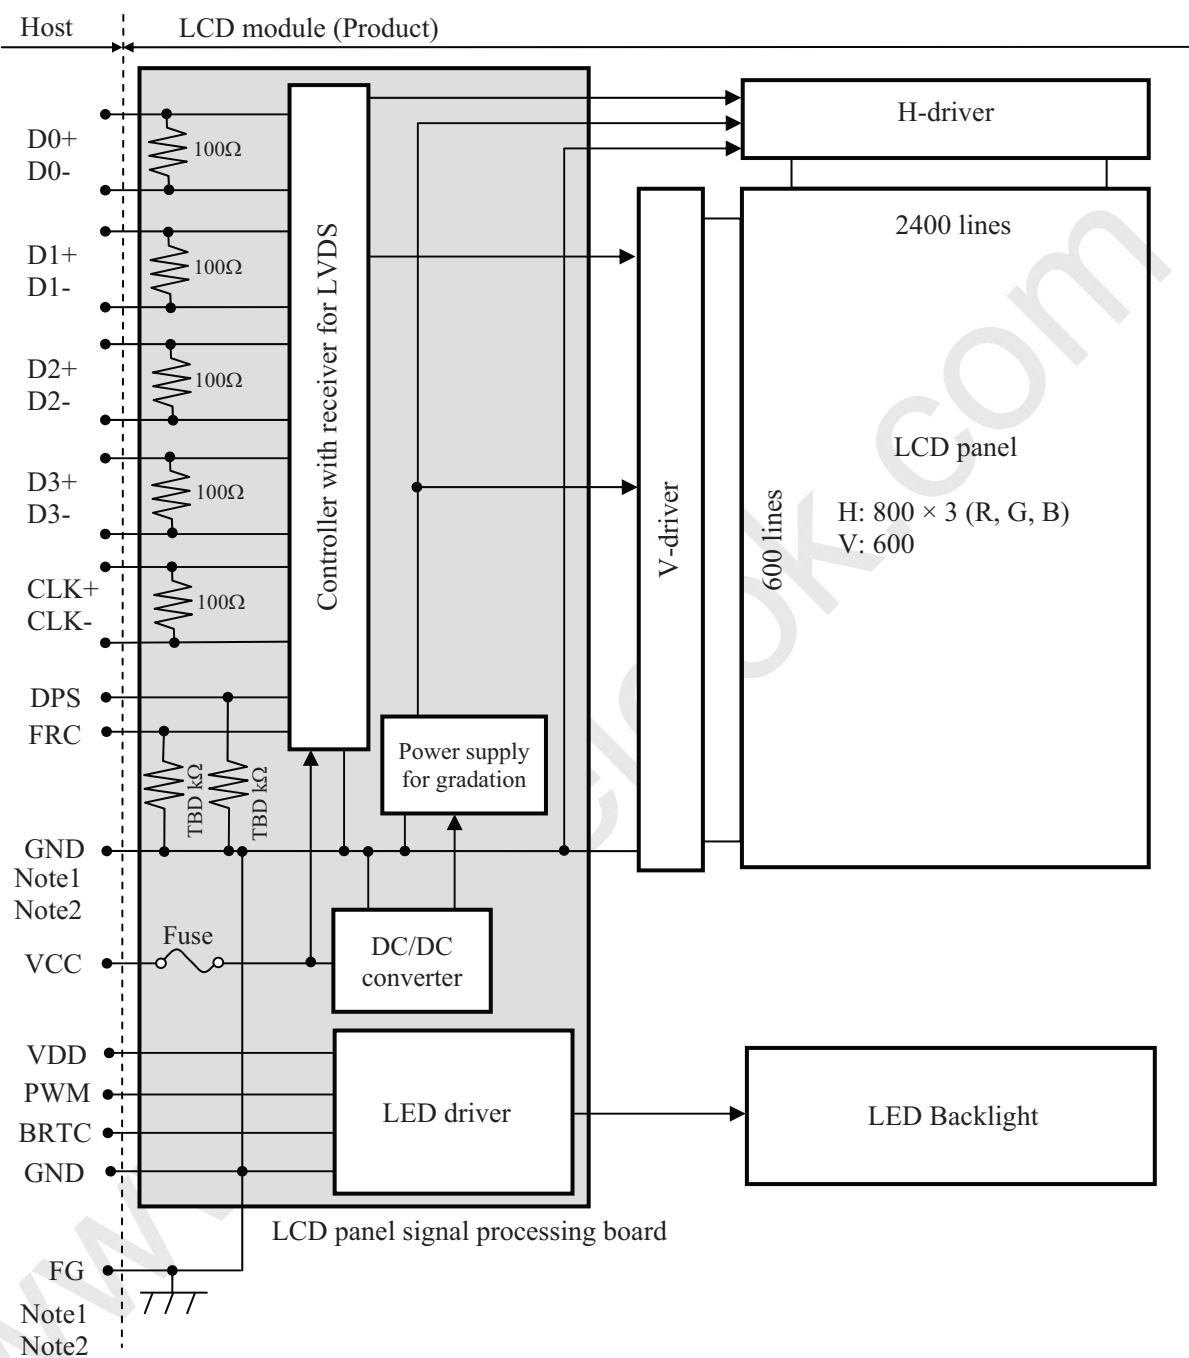 Host
LCD module (Product)
D0+
D0-
100Ω
D1+
D1-
100Ω
D2+
D2-
100Ω
D3+
D3-
100Ω
CLK+
CLK-
100Ω
DPS
FRC
TBD kΩ
TBD kΩ
GND
Note1
Note2
Fuse
VCC
VDD
PWM
BRTC
GND
FG
Note1
Note2
Controller with receiver for LVDS
Power supply
for gradation
DC/DC
converter
LED driver
LCD panel signal processing board
H-driver
V-driver
2400 lines
600 lines
LCD panel
H: 800 × 3 (R, G, B)
V: 600
LED Backlight